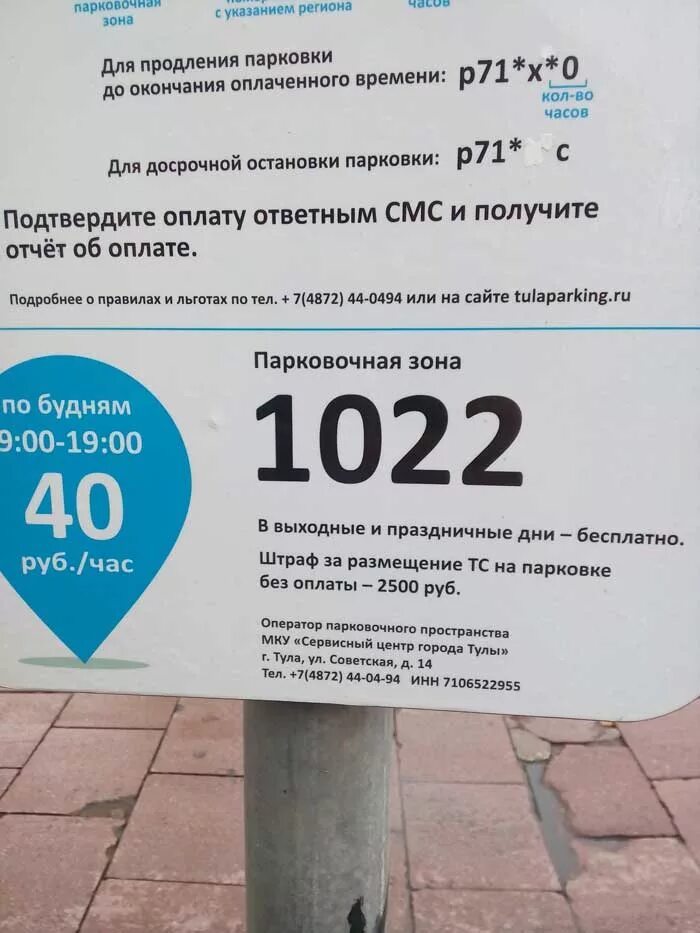 парковочная
зона
с указанием региона
часов
Для продления парковки
до окончания оплаченного времени: р71*х*0
кол-во
часов
Для досрочной остановки парковки: р71* с
Подтвердите оплату ответным СМС и получите
отчёт об оплате.
Подробнее о правилах и льготах по тел. + 7(4872) 44-0494 или на сайте tulaparking.ru
по будням
9:00-19:00
40
руб./час
Парковочная зона
1022
В выходные и праздничные дни – бесплатно.
Штраф за размещение ТС на парковке
без оплаты – 2500 руб.
Оператор парковочного пространства
МКУ «Сервисный центр города Тулы»
г. Тула, ул. Советская, д. 14
Тел. +7(4872) 44-04-94 ИНН 7106522955